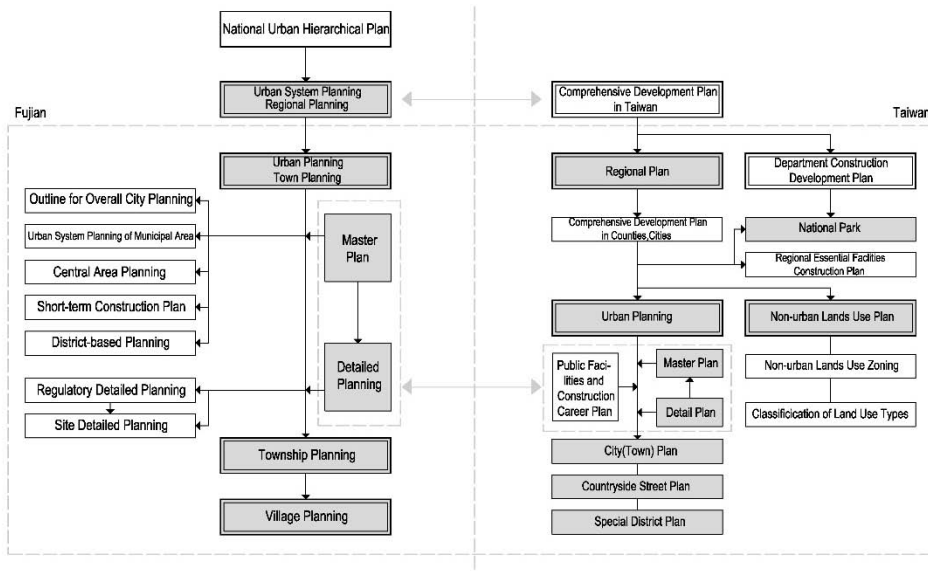 National Urban Hierarchical Plan
Urban System Planning
Regional Planning
Fujian
Urban Planning
Town Planning
Outline for Overall City Planning
Urban System Planning of Municipal Area
Central Area Planning
Short-term Construction Plan
District-based Planning
Master
Plan
Detailed
Planning
Regulatory Detailed Planning
Site Detailed Planning
Township Planning
Village Planning
Comprehensive Development Plan
in Taiwan
Taiwan
Regional Plan
Department Construction
Development Plan
Comprehensive Development Plan
in Counties,Cities
National Park
Regional Essential Faclities
Construction Plan
Urban Planning
Non-urban Lands Use Plan
Public Faci-
lities and
Construction
Career Plan
Master Plan
Detail Plan
Non-urban Lands Use Zoning
Classificication of Land Use Types
City(Town) Plan
Countryside Street Plan
Special District Plan